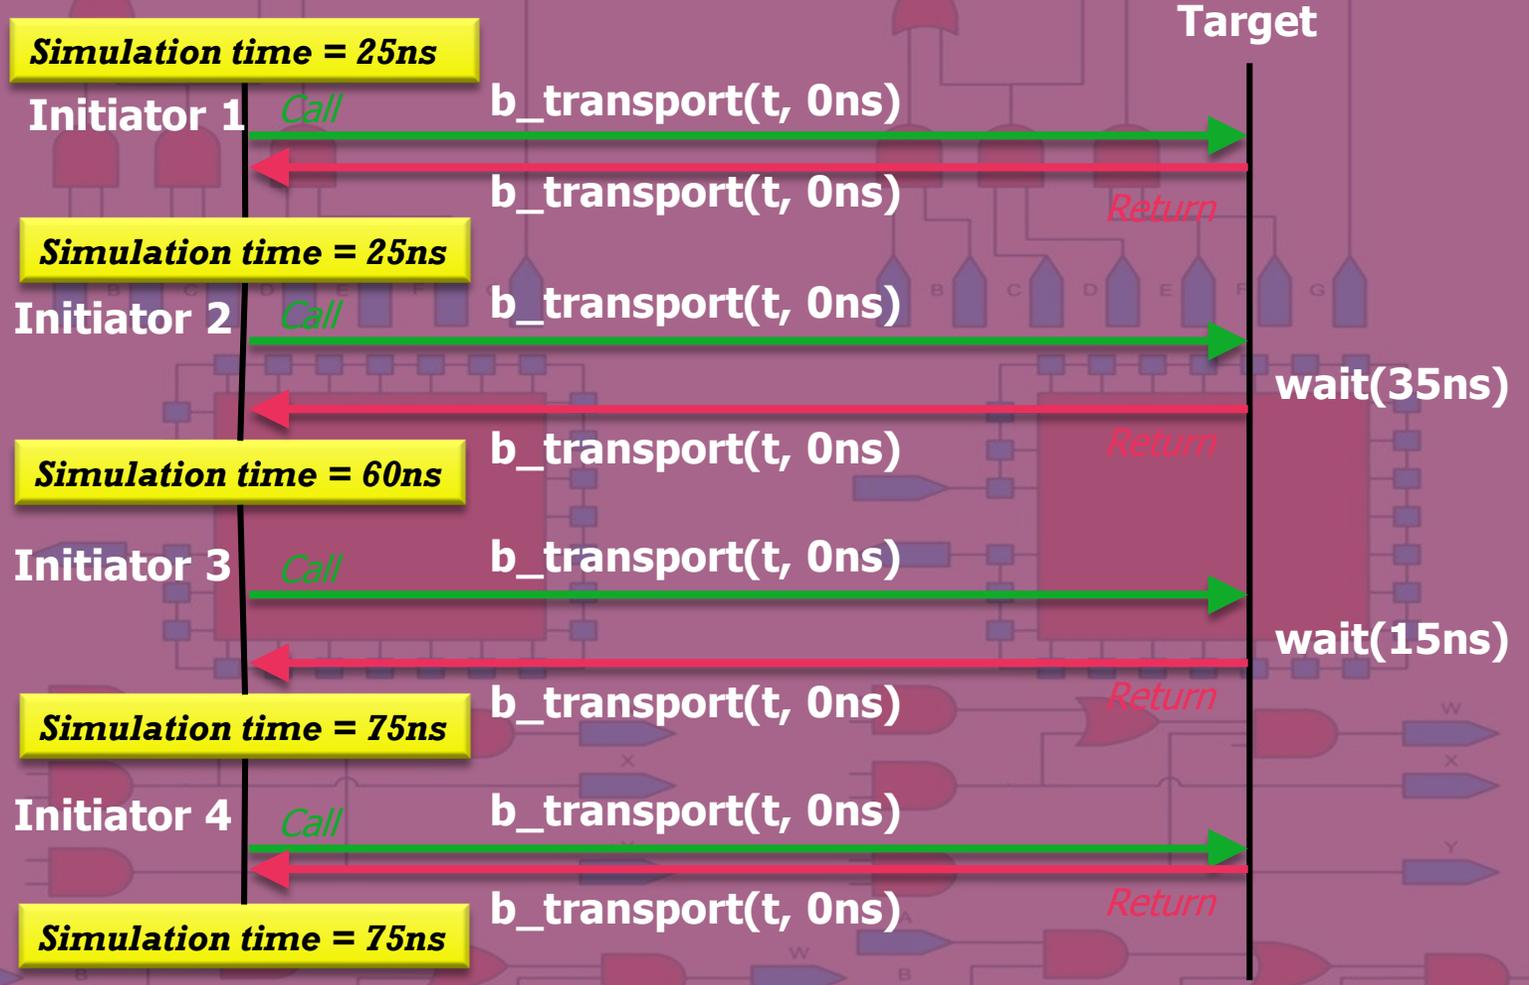 Target
Simulation time = 25ns
Initiator 1
Call
b_transport(t, 0ns)
b_transport(t, 0ns)
Return
Simulation time = 25ns
B C D E F G
B C D E F G
Initiator 2
Call
b_transport(t, 0ns)
wait(35ns)
b_transport(t, 0ns)
Return
Simulation time = 60ns
Initiator 3
Call
b_transport(t, 0ns)
wait(15ns)
b_transport(t, 0ns)
Return
Simulation time = 75ns
W
X
X
Initiator 4
Call
b_transport(t, 0ns)
Y
Y
b_transport(t, 0ns)
Return
A
Simulation time = 75ns
W
B
B